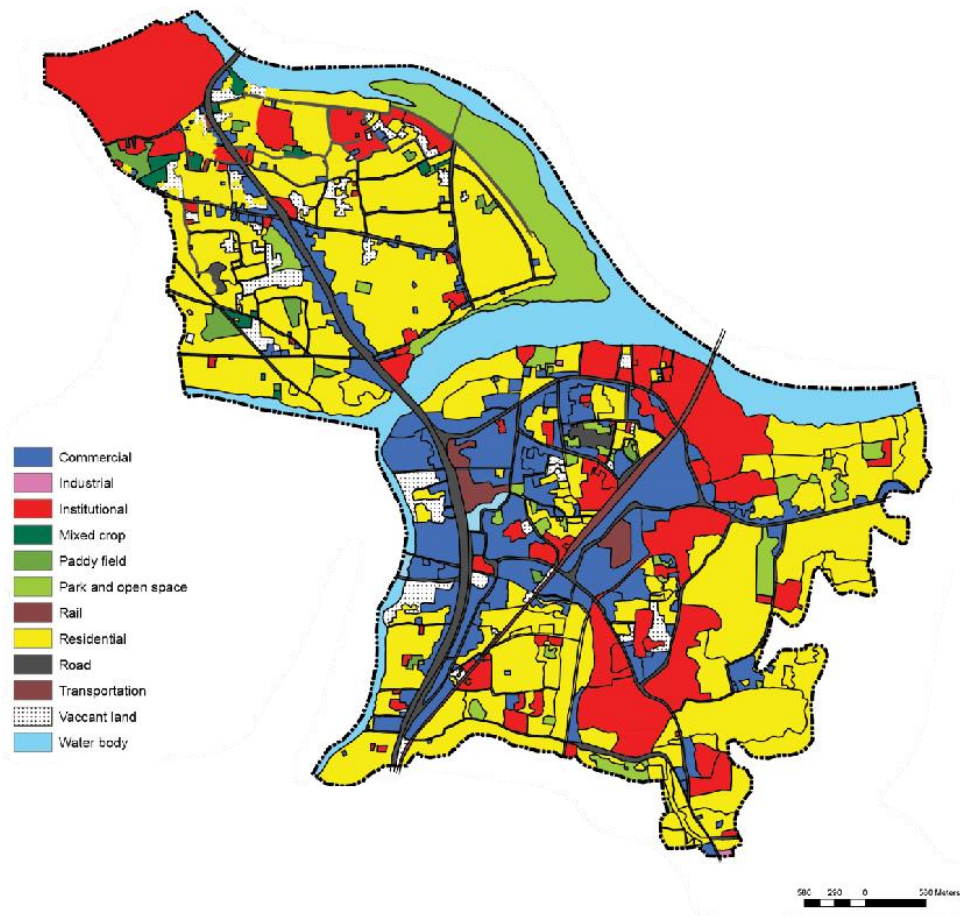 Commercial
Industrial
Institutional
Mixed crop
Paddy field
Park and open space
Rail
Residential
Road
Transportation
Vaccant land
Water body
580 290 0 580 Meters